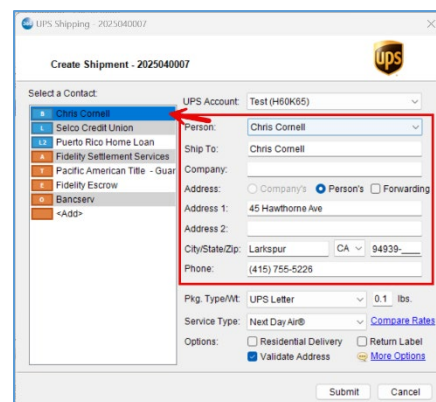 UPS Shipping - 2025040007
Create Shipment - 2025040007
ups
Select a Contact:
B Chris Cornell
L Selco Credit Union
L2 Puerto Rico Home Loan
A Fidelity Settlement Services
T Pacific American Title - Guar
E Fidelity Escrow
O Bancserv
<Add>
UPS Account: Test (H60K65)
Person: Chris Cornell
Ship To: Chris Cornell
Company:
Address: Company's Person's Forwarding
Address 1: 45 Hawthorne Ave
Address 2:
City/State/Zip: Larkspur CA 94939-____
Phone: (415) 755-5226
Pkg. Type/Wt: UPS Letter 0.1 lbs.
Service Type: Next Day Air® Compare Rates
Options: Residential Delivery Return Label
Validate Address More Options
Submit Cancel